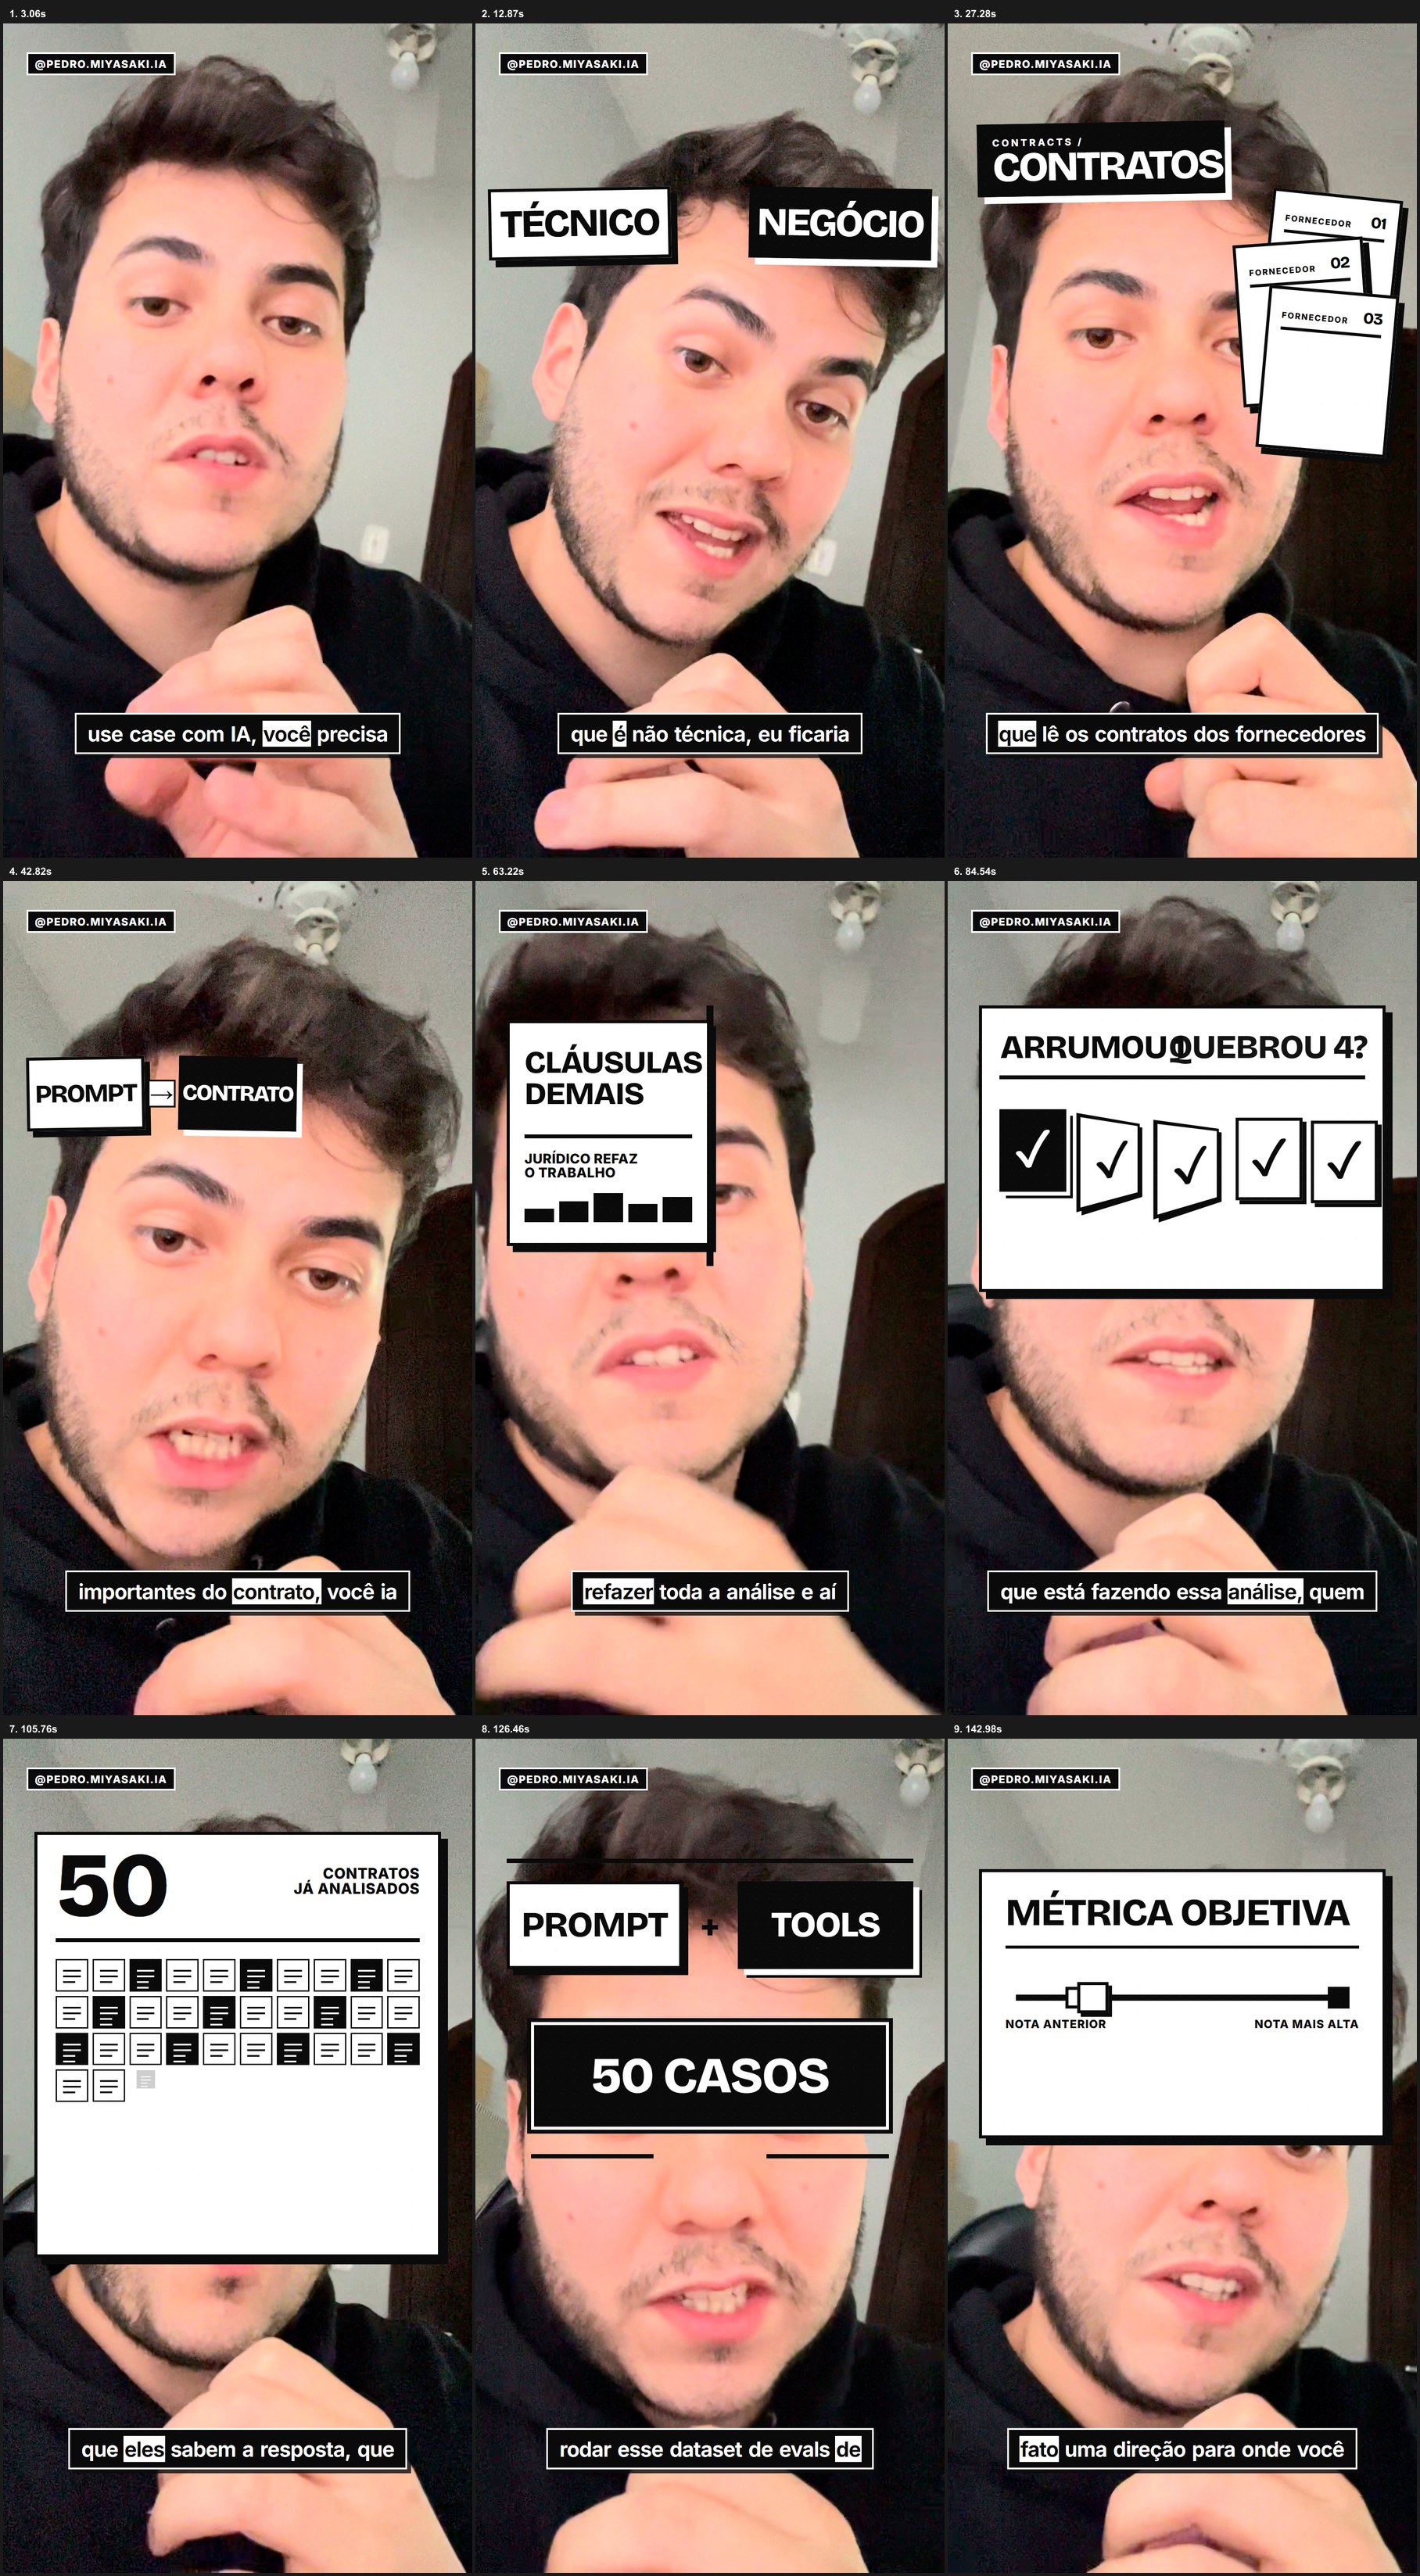 1. 3.06s
@PEDRO.MIYASAKI.IA
use case com IA, você precisa
2. 12.87s
@PEDRO.MIYASAKI.IA
TÉCNICO
NEGÓCIO
que é não técnica, eu ficaria
3. 27.28s
@PEDRO.MIYASAKI.IA
CONTRACTS /
CONTRATOS
FORNECEDOR 01
FORNECEDOR 02
FORNECEDOR 03
que lê os contratos dos fornecedores
4. 42.82s
@PEDRO.MIYASAKI.IA
PROMPT → CONTRATO
importantes do contrato, você ia
5. 63.22s
@PEDRO.MIYASAKI.IA
CLÁUSULAS
DEMAIS
JURÍDICO REFAZ
O TRABALHO
refazer toda a análise e aí
6. 84.54s
@PEDRO.MIYASAKI.IA
ARRUMOU 1
QUEBROU 4?
que está fazendo essa análise, quem
7. 105.76s
@PEDRO.MIYASAKI.IA
50
CONTRATOS
JÁ ANALISADOS
que eles sabem a resposta, que
8. 126.46s
@PEDRO.MIYASAKI.IA
PROMPT + TOOLS
50 CASOS
rodar esse dataset de evals de
9. 142.98s
@PEDRO.MIYASAKI.IA
MÉTRICA OBJETIVA
NOTA ANTERIOR
NOTA MAIS ALTA
fato uma direção para onde você